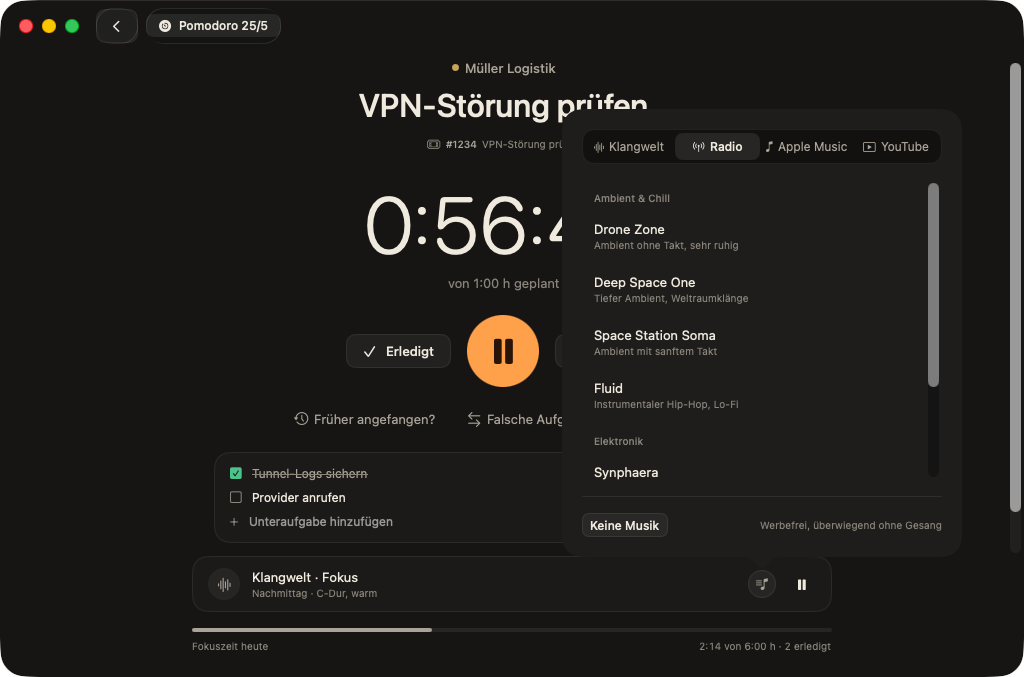 Pomodoro 25/5
Müller Logistik
VPN-Störung prüfen
#1234 VPN-Störung
0:56:
von 1:00 h geplant
Erledigt
Früher angefangen?
Falsche
Tunnel-Logs sichern
Provider anrufen
+ Unteraufgabe hinzufügen
Klangwelt
Radio
Apple Music
YouTube
Ambient & Chill
Drone Zone
Ambient ohne Takt, sehr ruhig
Deep Space One
Tiefer Ambient, Weltraumklänge
Space Station Soma
Ambient mit sanftem Takt
Fluid
Instrumentaler Hip-Hop, Lo-Fi
Elektronik
Synphaera
Keine Musik
Werbefrei, überwiegend ohne Gesang
Klangwelt · Fokus
Nachmittag · C-Dur, warm
Fokuszeit heute
2:14 von 6:00 h · 2 erledigt